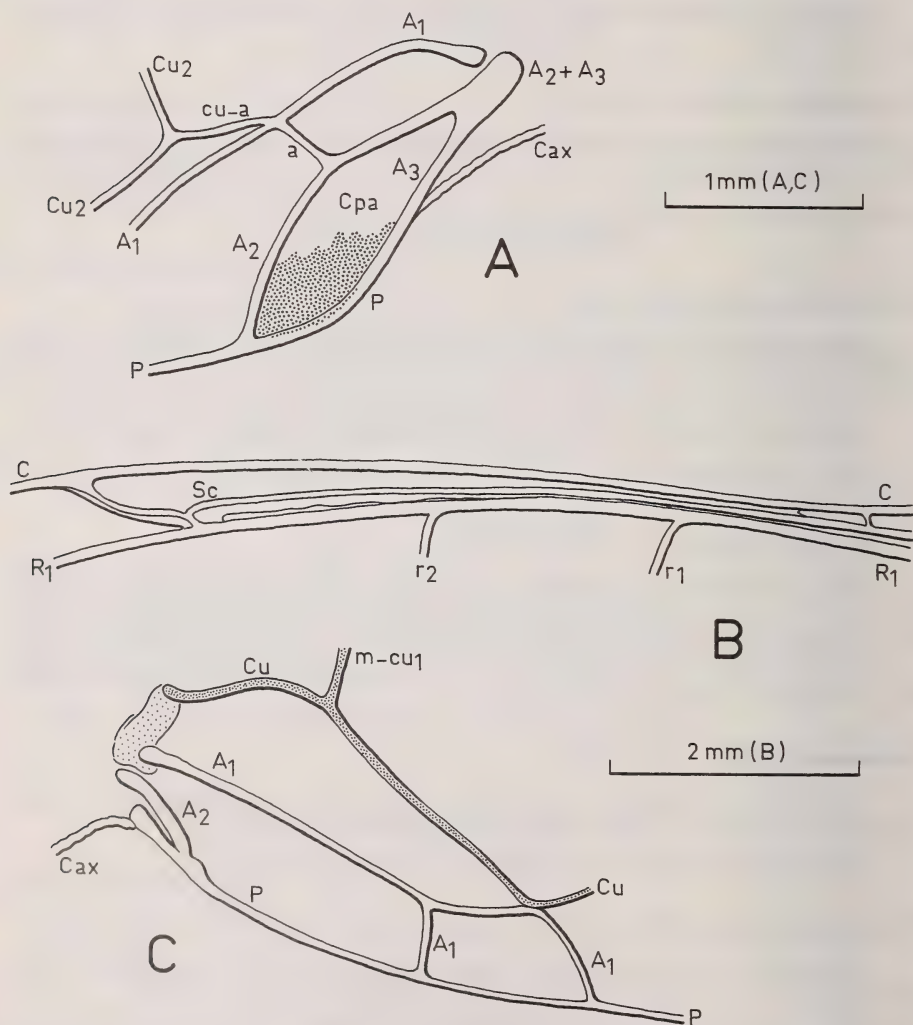 A1
Cu2
A2+A3
cu-a
Cax
a
A3
1mm (A,C)
Cpa
Cu2
A1
A2
A
P
P
C
Sc
C
R1
r2
r1
R1
B
m-cu1
Cu
A1
2 mm (B)
A2
Cax
Cu
P
A1
A1
C
P